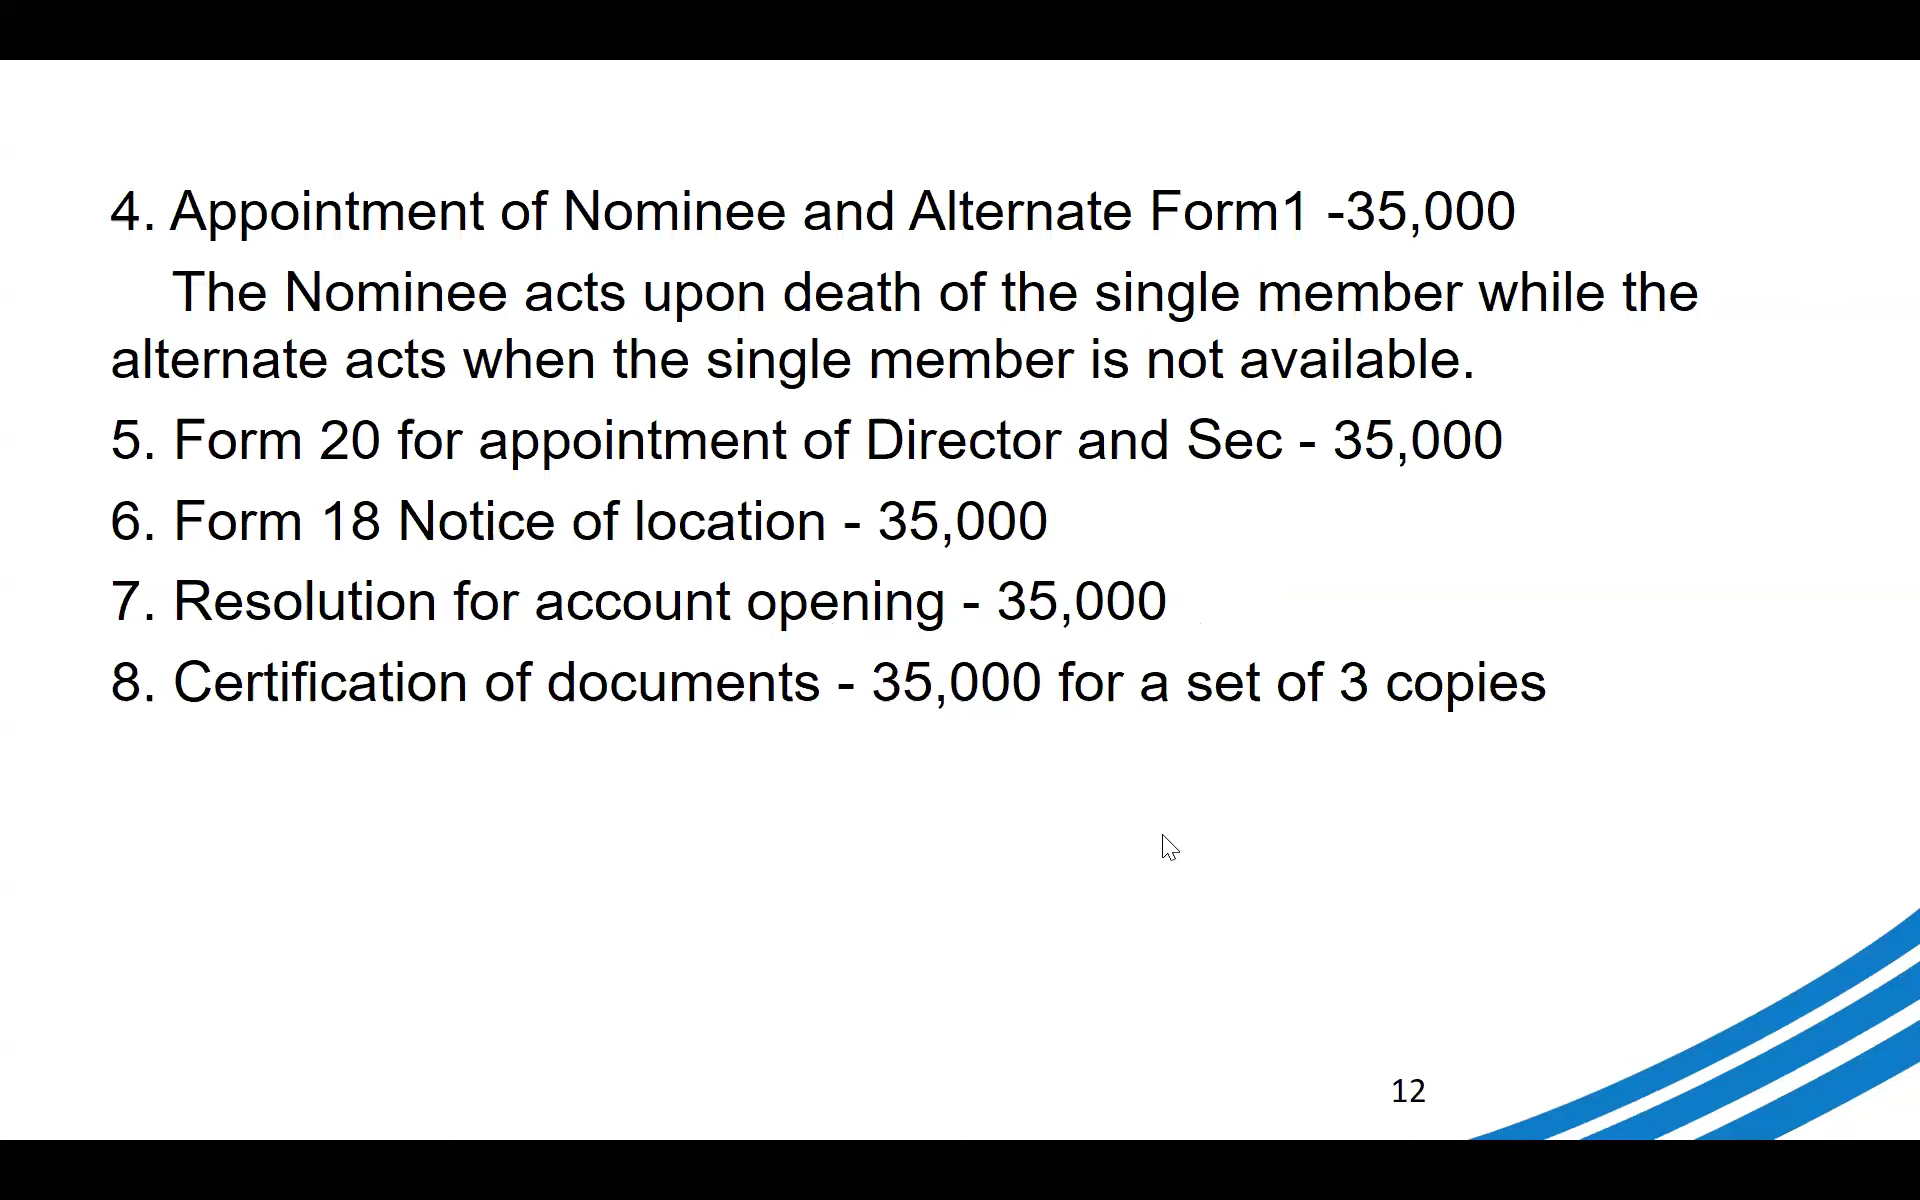 4. Appointment of Nominee and Alternate Form1 -35,000
The Nominee acts upon death of the single member while the
alternate acts when the single member is not available.
5. Form 20 for appointment of Director and Sec - 35,000
6. Form 18 Notice of location - 35,000
7. Resolution for account opening - 35,000
8. Certification of documents - 35,000 for a set of 3 copies
12